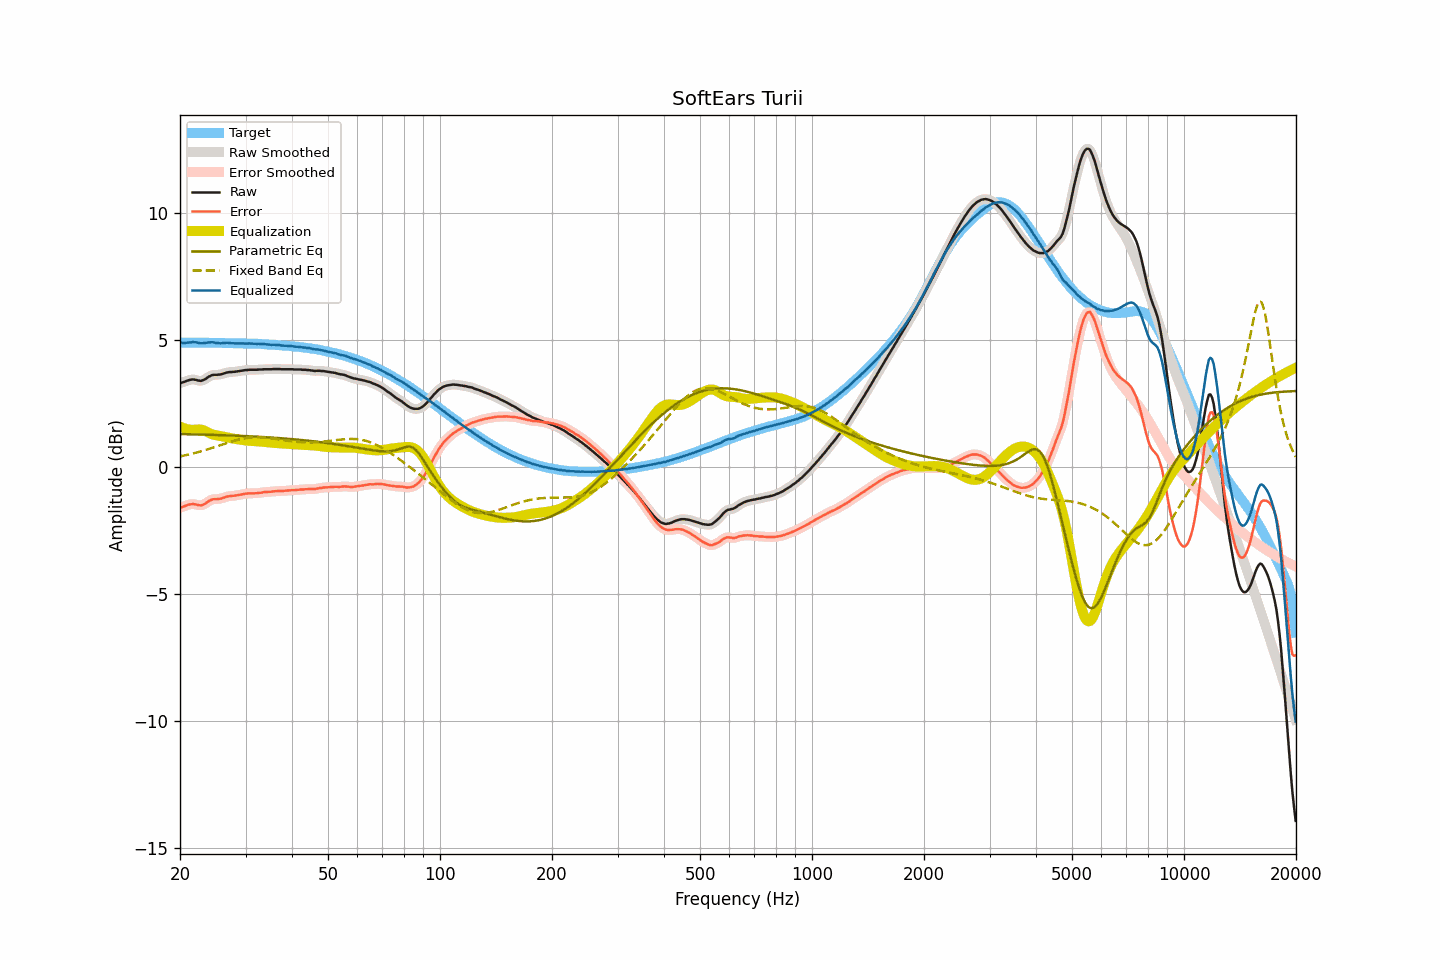 SoftEars Turii
Target
Raw Smoothed
Error Smoothed
Raw
Error
Equalization
Parametric Eq
Fixed Band Eq
Equalized
10
5
0
−5
−10
−15
Amplitude (dBr)
20 50 100 200 500 1000 2000 5000 10000 20000
Frequency (Hz)